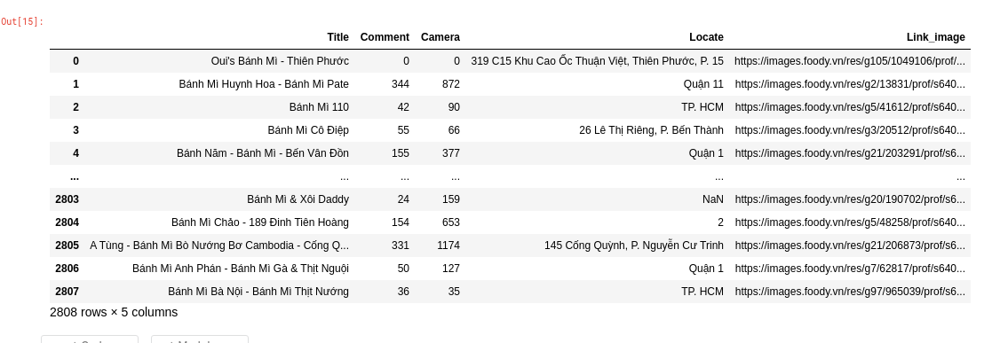 Out[15]:
Title Comment Camera Locate Link_image
0 Oui's Bánh Mì - Thiên Phước 0 0 319 C15 Khu Cao Ốc Thuận Việt, Thiên Phước, P. 15 https://images.foody.vn/res/g105/1049106/prof/...
1 Bánh Mì Huynh Hoa - Bánh Mì Pate 344 872 Quận 11 https://images.foody.vn/res/g2/13831/prof/s640...
2 Bánh Mì 110 42 90 TP. HCM https://images.foody.vn/res/g5/41612/prof/s640...
3 Bánh Mì Cô Điệp 55 66 26 Lê Thị Riêng, P. Bến Thành https://images.foody.vn/res/g3/20512/prof/s640...
4 Bánh Năm - Bánh Mì - Bến Vân Đồn 155 377 Quận 1 https://images.foody.vn/res/g21/203291/prof/s6...
... ... ... ... ... ...
2803 Bánh Mì & Xôi Daddy 24 159 NaN https://images.foody.vn/res/g20/190702/prof/s6...
2804 Bánh Mì Chảo - 189 Đinh Tiên Hoàng 154 653 2 https://images.foody.vn/res/g5/48258/prof/s640...
2805 A Tùng - Bánh Mì Bò Nướng Bơ Cambodia - Cống Q... 331 1174 145 Cống Quỳnh, P. Nguyễn Cư Trinh https://images.foody.vn/res/g21/206873/prof/s6...
2806 Bánh Mì Anh Phán - Bánh Mì Gà & Thịt Nguội 50 127 Quận 1 https://images.foody.vn/res/g7/62817/prof/s640...
2807 Bánh Mì Bà Nội - Bánh Mì Thịt Nướng 36 35 TP. HCM https://images.foody.vn/res/g97/965039/prof/s6...
2808 rows × 5 columns